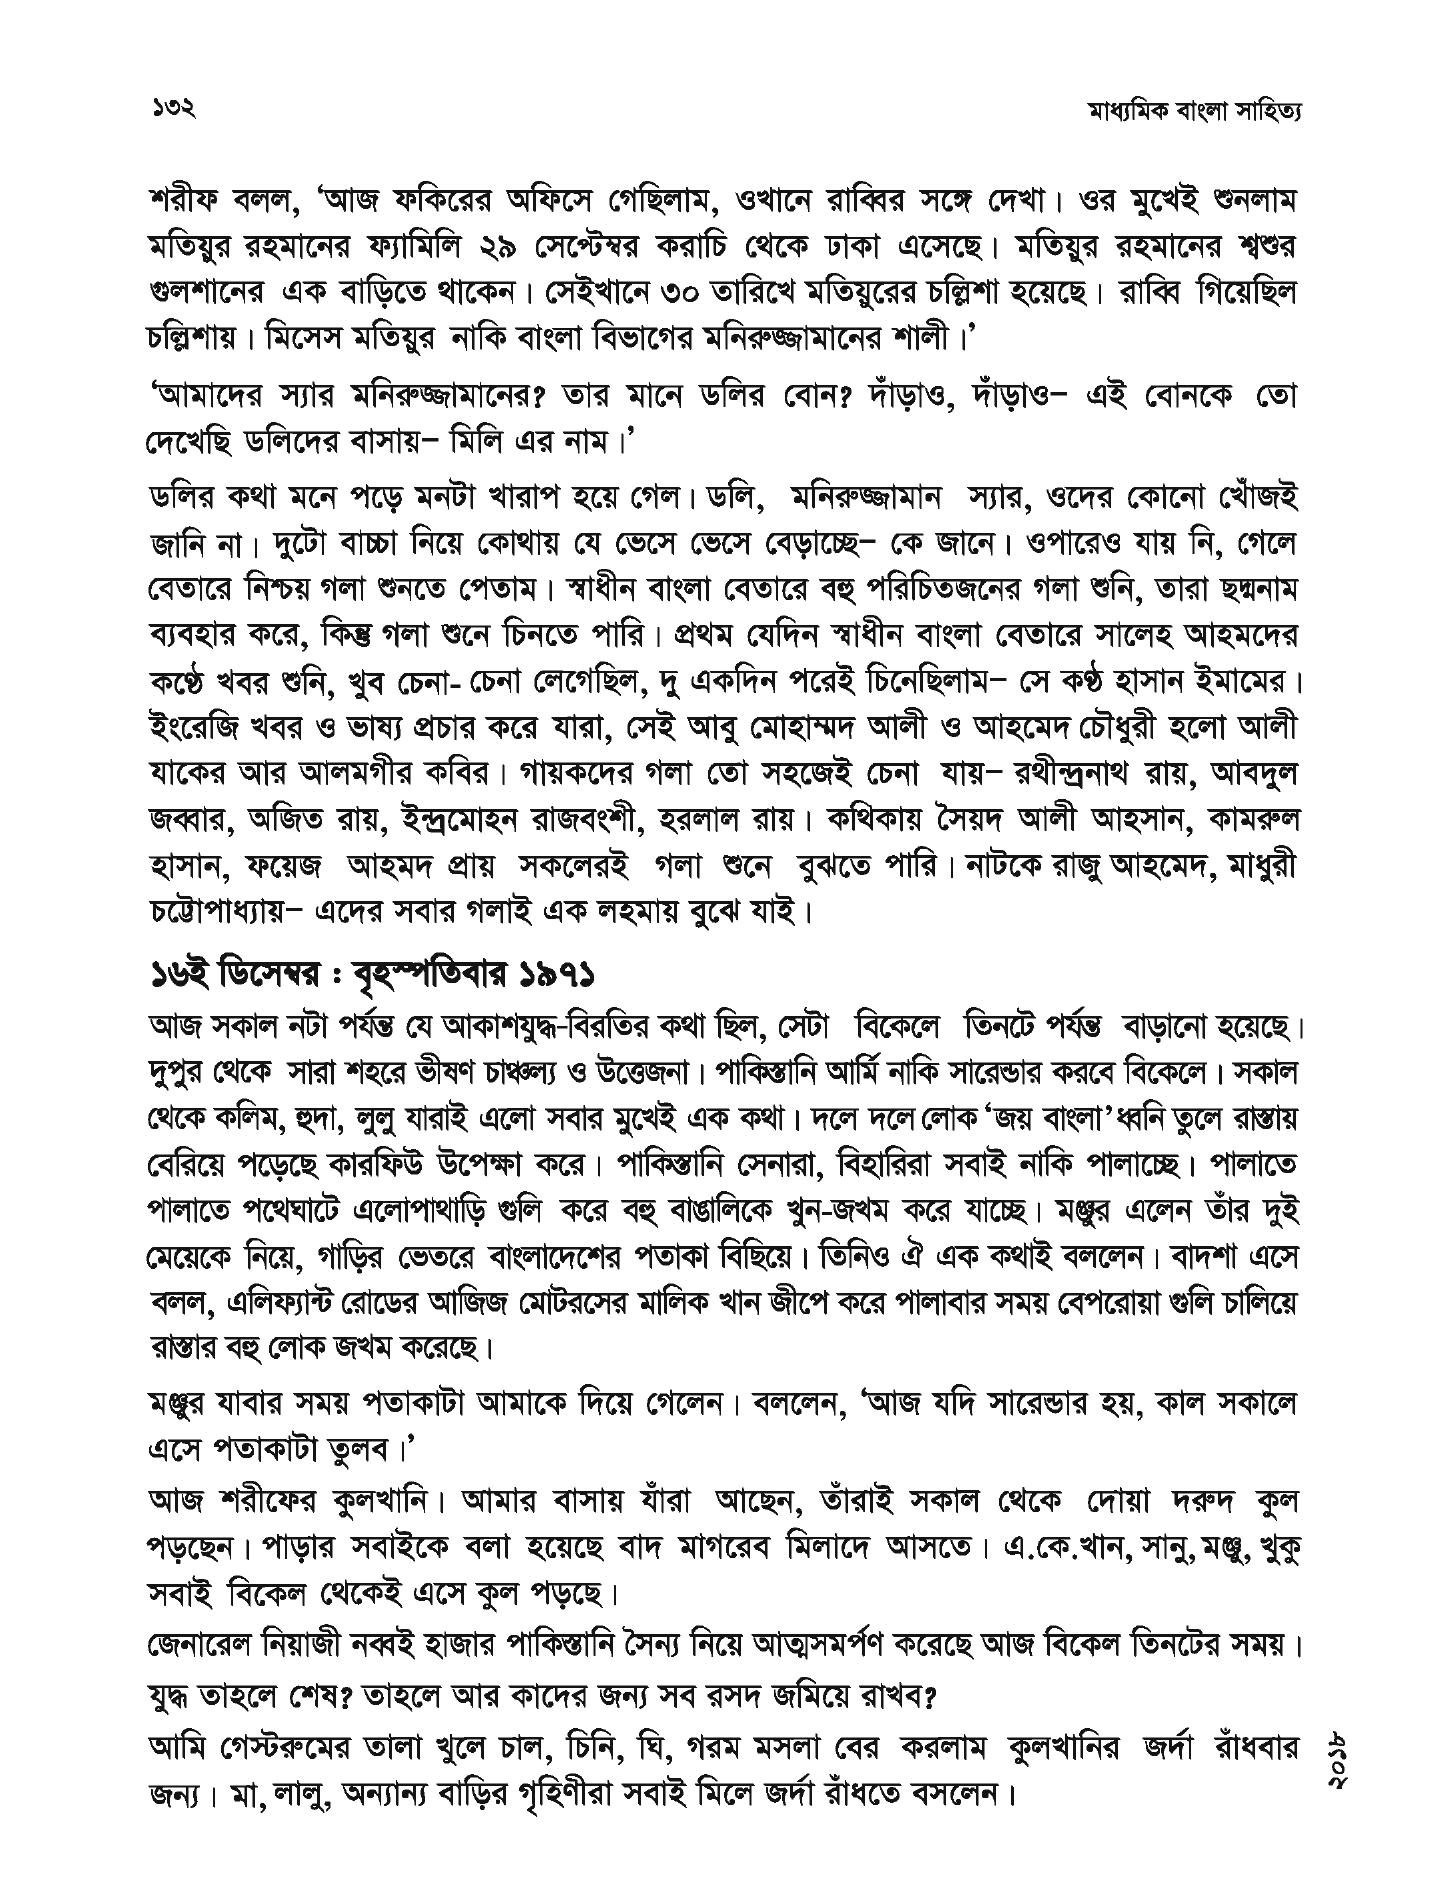 ১৩২
মাধ্যমিক বাংলা সাহিত্য
শরীফ বলল, ‘আজ ফকিরের অফিসে গেছিলাম, ওখানে রাব্বির সঙ্গে দেখা। ওর মুখেই শুনলাম
মতিয়ুর রহমানের ফ্যামিলি ২৯ সেপ্টেম্বর করাচি থেকে ঢাকা এসেছে। মতিয়ুর রহমানের শ্বশুর
গুলশানের এক বাড়িতে থাকেন। সেইখানে ৩০ তারিখে মতিয়ুরের চল্লিশা হয়েছে। রাব্বি গিয়েছিল
চল্লিশায়। মিসেস মতিয়ুর নাকি বাংলা বিভাগের মনিরুজ্জামানের শালী।’
‘আমাদের স্যার মনিরুজ্জামানের? তার মানে ডলির বোন? দাঁড়াও, দাঁড়াও– এই বোনকে তো
দেখেছি ডলিদের বাসায়– মিলি এর নাম।’
ডলির কথা মনে পড়ে মনটা খারাপ হয়ে গেল। ডলি, মনিরুজ্জামান স্যার, ওদের কোনো খোঁজই
জানি না। দুটো বাচ্চা নিয়ে কোথায় যে ভেসে ভেসে বেড়াচ্ছে– কে জানে। ওপারেও যায় নি, গেলে
বেতারে নিশ্চয় গলা শুনতে পেতাম। স্বাধীন বাংলা বেতারে বহু পরিচিতজনের গলা শুনি, তারা ছদ্মনাম
ব্যবহার করে, কিন্তু গলা শুনে চিনতে পারি। প্রথম যেদিন স্বাধীন বাংলা বেতারে সালেহ আহমদের
কণ্ঠে খবর শুনি, খুব চেনা- চেনা লেগেছিল, দু একদিন পরেই চিনেছিলাম– সে কণ্ঠ হাসান ইমামের।
ইংরেজি খবর ও ভাষ্য প্রচার করে যারা, সেই আবু মোহাম্মদ আলী ও আহমেদ চৌধুরী হলো আলী
যাকের আর আলমগীর কবির। গায়কদের গলা তো সহজেই চেনা যায়– রথীন্দ্রনাথ রায়, আবদুল
জব্বার, অজিত রায়, ইন্দ্রমোহন রাজবংশী, হরলাল রায়। কথিকায় সৈয়দ আলী আহসান, কামরুল
হাসান, ফয়েজ আহমদ প্রায় সকলেরই গলা শুনে বুঝতে পারি। নাটকে রাজু আহমেদ, মাধুরী
চট্টোপাধ্যায়– এদের সবার গলাই এক লহমায় বুঝে যাই।
১৬ই ডিসেম্বর : বৃহস্পতিবার ১৯৭১
আজ সকাল নটা পর্যন্ত যে আকাশযুদ্ধ-বিরতির কথা ছিল, সেটা বিকেলে তিনটে পর্যন্ত বাড়ানো হয়েছে।
দুপুর থেকে সারা শহরে ভীষণ চাঞ্চল্য ও উত্তেজনা। পাকিস্তানি আর্মি নাকি সারেন্ডার করবে বিকেলে। সকাল
থেকে কলিম, হুদা, লুলু যারাই এলো সবার মুখেই এক কথা। দলে দলে লোক ‘জয় বাংলা’ ধ্বনি তুলে রাস্তায়
বেরিয়ে পড়েছে কারফিউ উপেক্ষা করে। পাকিস্তানি সেনারা, বিহারিরা সবাই নাকি পালাচ্ছে। পালাতে
পালাতে পথেঘাটে এলোপাথাড়ি গুলি করে বহু বাঙালিকে খুন-জখম করে যাচ্ছে। মঞ্জুর এলেন তাঁর দুই
মেয়েকে নিয়ে, গাড়ির ভেতরে বাংলাদেশের পতাকা বিছিয়ে। তিনিও ঐ এক কথাই বললেন। বাদশা এসে
বলল, এলিফ্যান্ট রোডের আজিজ মোটরসের মালিক খান জীপে করে পালাবার সময় বেপরোয়া গুলি চালিয়ে
রাস্তার বহু লোক জখম করেছে।
মঞ্জুর যাবার সময় পতাকাটা আমাকে দিয়ে গেলেন। বললেন, ‘আজ যদি সারেন্ডার হয়, কাল সকালে
এসে পতাকাটা তুলব।’
আজ শরীফের কুলখানি। আমার বাসায় যাঁরা আছেন, তাঁরাই সকাল থেকে দোয়া দরুদ কুল
পড়ছেন। পাড়ার সবাইকে বলা হয়েছে বাদ মাগরেব মিলাদে আসতে। এ.কে.খান, সানু, মঞ্জু, খুকু
সবাই বিকেল থেকেই এসে কুল পড়ছে।
জেনারেল নিয়াজী নব্বই হাজার পাকিস্তানি সৈন্য নিয়ে আত্মসমর্পণ করেছে আজ বিকেল তিনটের সময়।
যুদ্ধ তাহলে শেষ? তাহলে আর কাদের জন্য সব রসদ জমিয়ে রাখব?
আমি গেস্টরুমের তালা খুলে চাল, চিনি, ঘি, গরম মসলা বের করলাম কুলখানির জর্দা রাঁধবার
জন্য। মা, লালু, অন্যান্য বাড়ির গৃহিণীরা সবাই মিলে জর্দা রাঁধতে বসলেন।
২০১৮